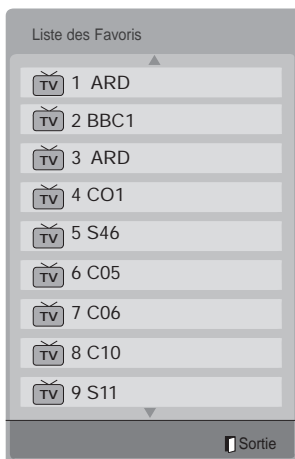 Liste des Favoris
TV 1 ARD
TV 2 BBC1
TV 3 ARD
TV 4 CO1
TV 5 S46
TV 6 C05
TV 7 C06
TV 8 C10
TV 9 S11
Sortie